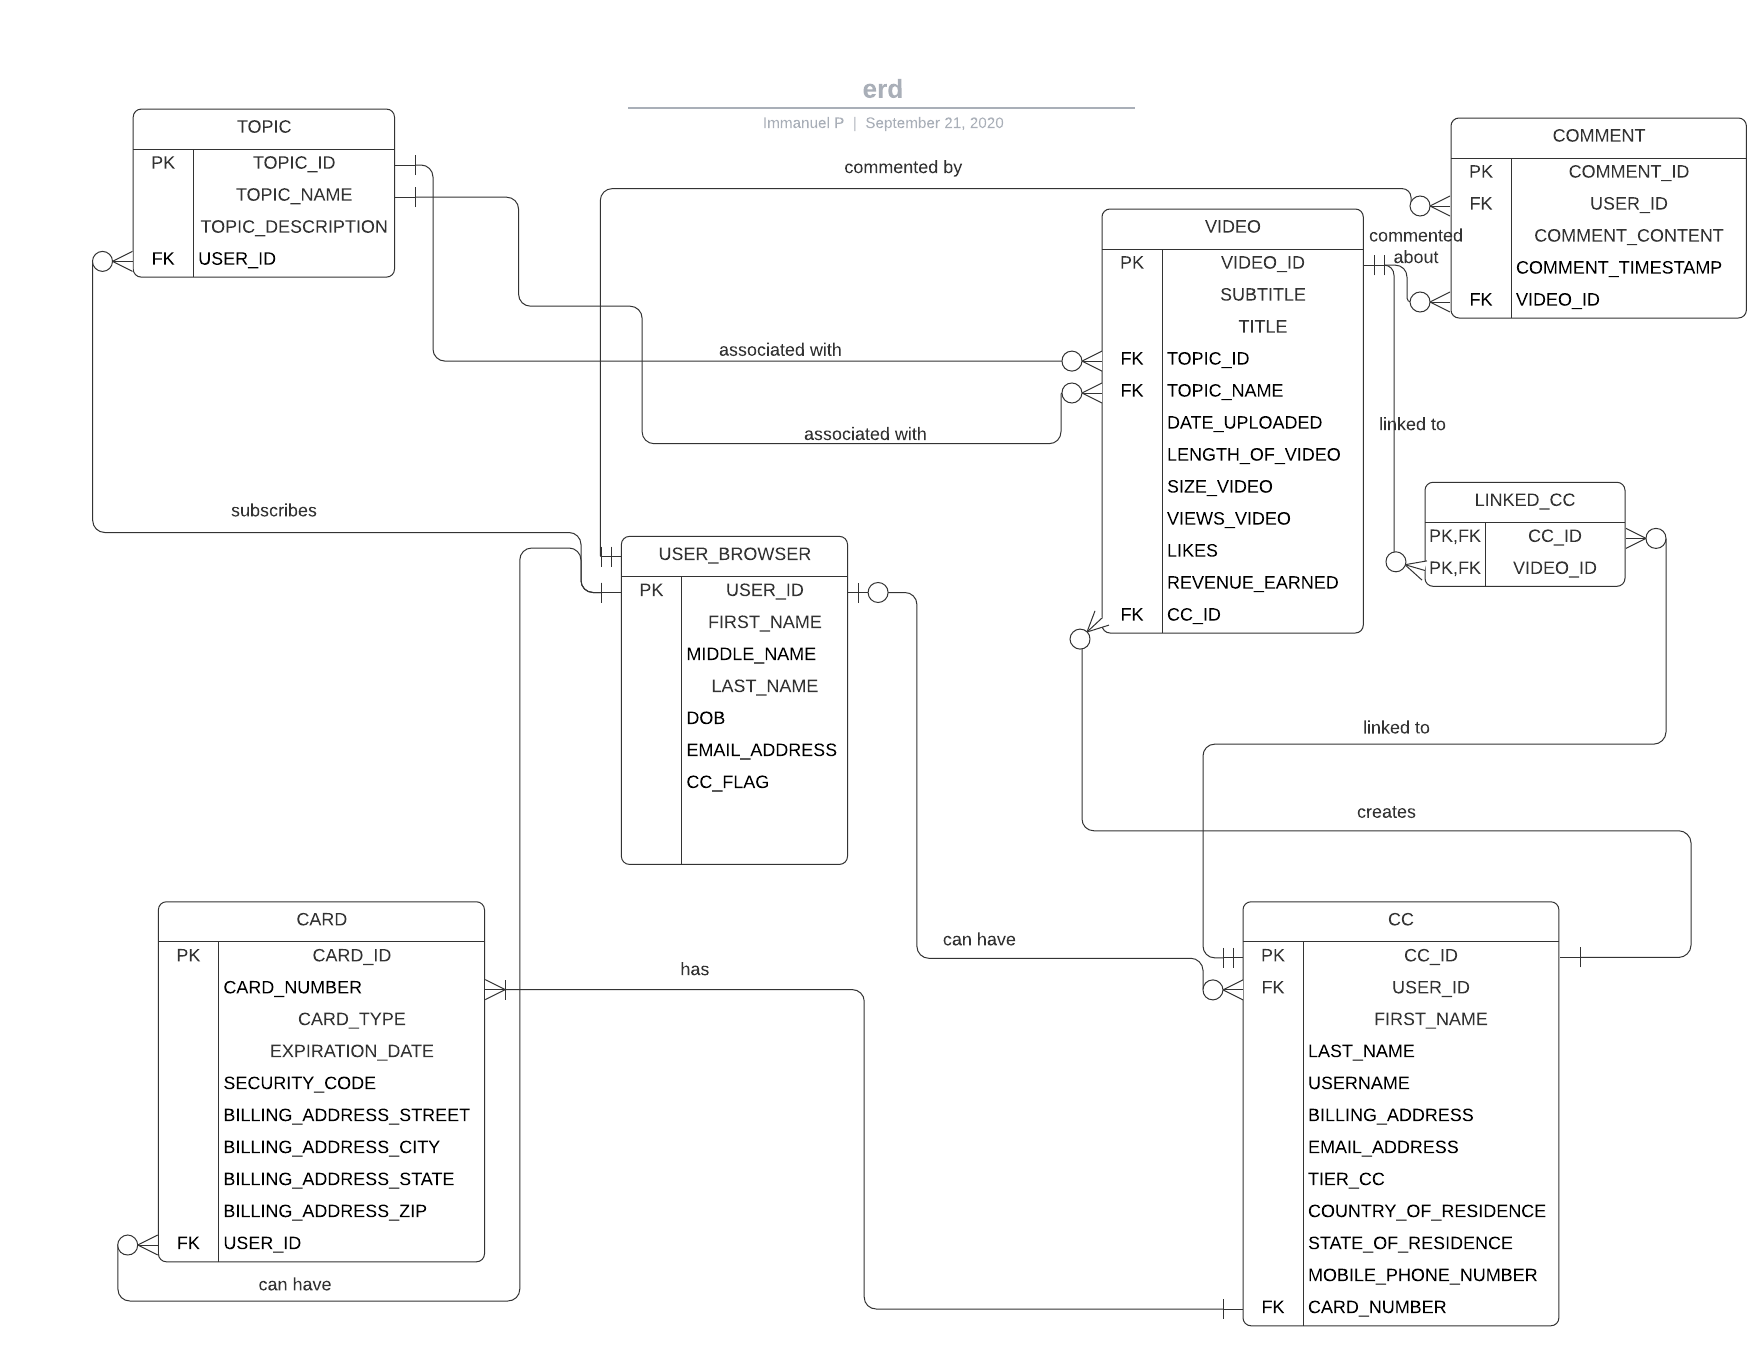 erd
Immanuel P | September 21, 2020
TOPIC
PK TOPIC_ID
TOPIC_NAME
TOPIC_DESCRIPTION
FK USER_ID
commented by
COMMENT
PK COMMENT_ID
FK USER_ID
COMMENT_CONTENT
COMMENT_TIMESTAMP
FK VIDEO_ID
commented
about
VIDEO
PK VIDEO_ID
SUBTITLE
TITLE
FK TOPIC_ID
FK TOPIC_NAME
DATE_UPLOADED
LENGTH_OF_VIDEO
SIZE_VIDEO
VIEWS_VIDEO
LIKES
REVENUE_EARNED
FK CC_ID
associated with
associated with
linked to
LINKED_CC
PK,FK CC_ID
PK,FK VIDEO_ID
subscribes
USER_BROWSER
PK USER_ID
FIRST_NAME
MIDDLE_NAME
LAST_NAME
DOB
EMAIL_ADDRESS
CC_FLAG
linked to
creates
can have
has
CARD
PK CARD_ID
CARD_NUMBER
CARD_TYPE
EXPIRATION_DATE
SECURITY_CODE
BILLING_ADDRESS_STREET
BILLING_ADDRESS_CITY
BILLING_ADDRESS_STATE
BILLING_ADDRESS_ZIP
FK USER_ID
can have
CC
PK CC_ID
FK USER_ID
FIRST_NAME
LAST_NAME
USERNAME
BILLING_ADDRESS
EMAIL_ADDRESS
TIER_CC
COUNTRY_OF_RESIDENCE
STATE_OF_RESIDENCE
MOBILE_PHONE_NUMBER
FK CARD_NUMBER